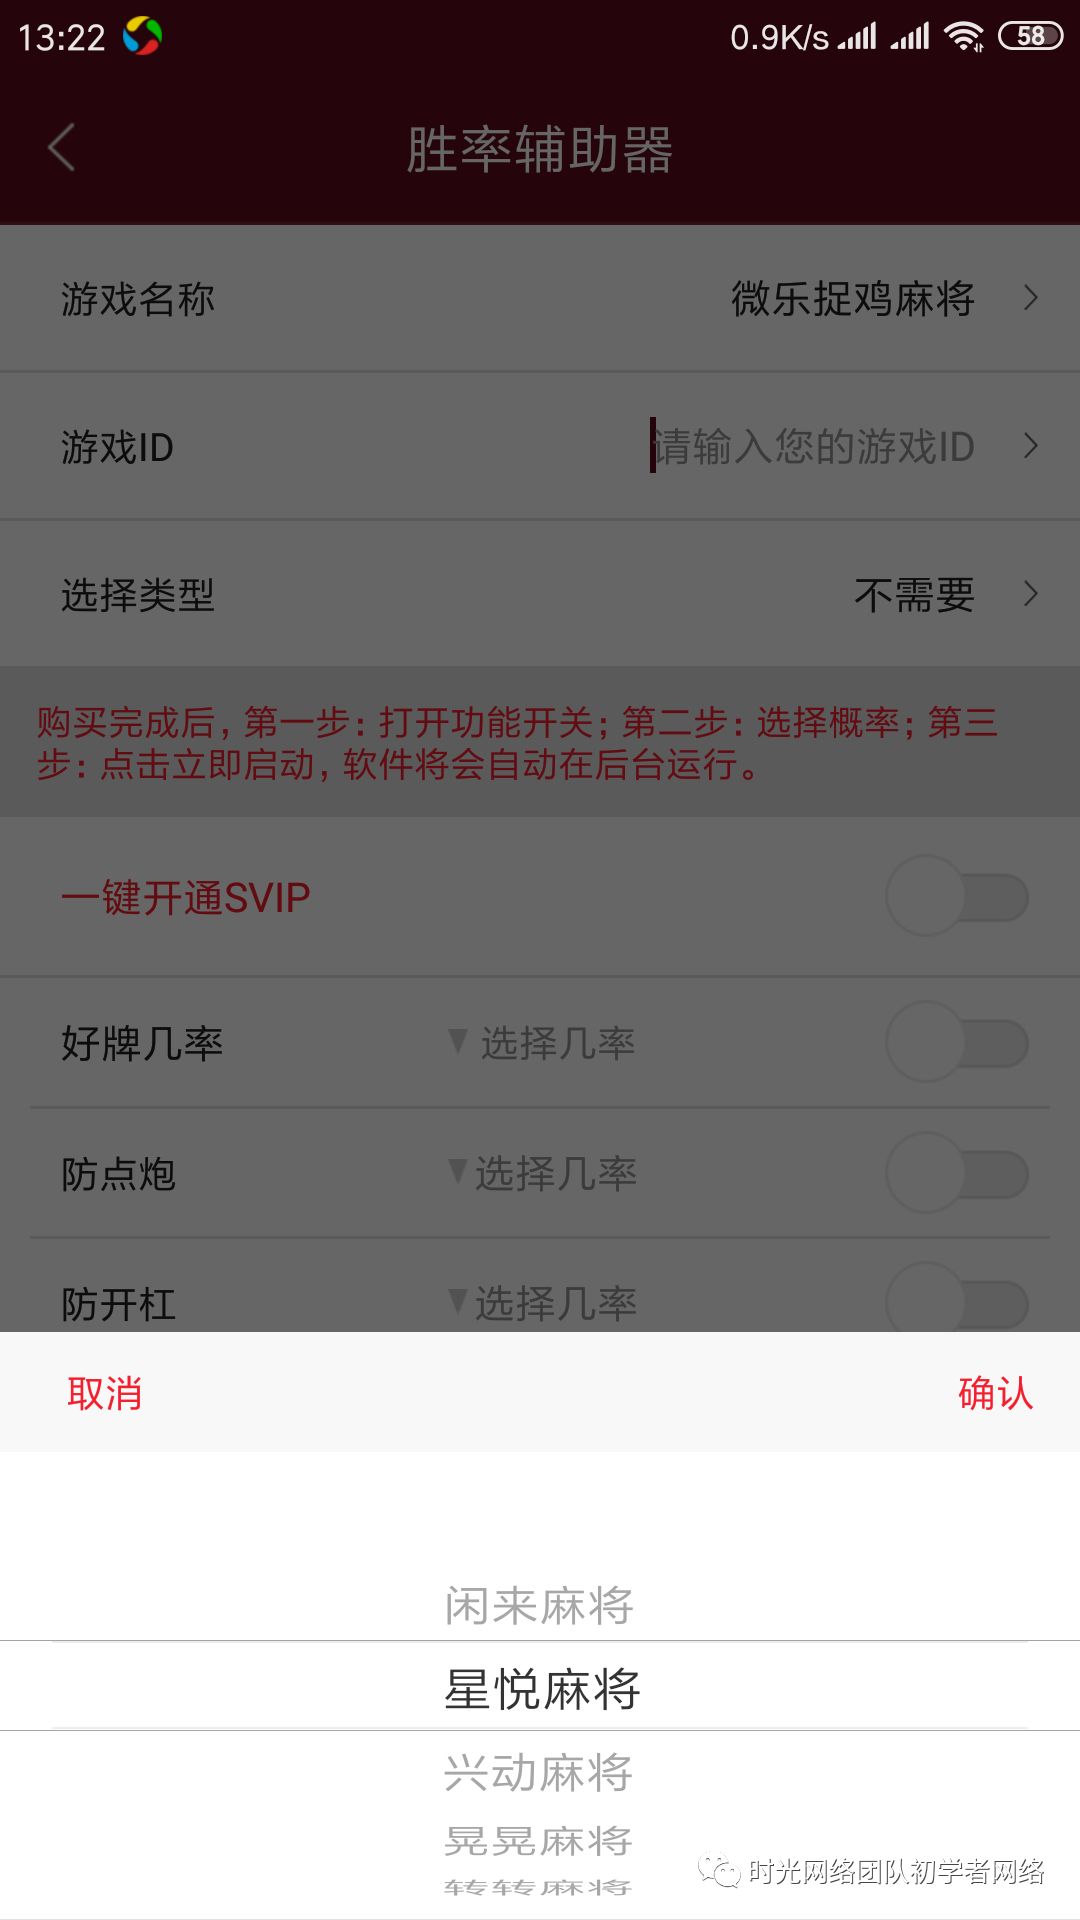 13:22
0.9K/s
58
胜率辅助器
游戏名称
微乐捉鸡麻将
游戏ID
请输入您的游戏ID
选择类型
不需要
购买完成后，第一步：打开功能开关；第二步：选择概率；第三
步：点击立即启动，软件将会自动在后台运行。
一键开通SVIP
好牌几率
选择几率
防点炮
选择几率
防开杠
选择几率
取消
确认
闲来麻将
星悦麻将
兴动麻将
晃晃麻将
转转麻将
时光网络团队初学者网络